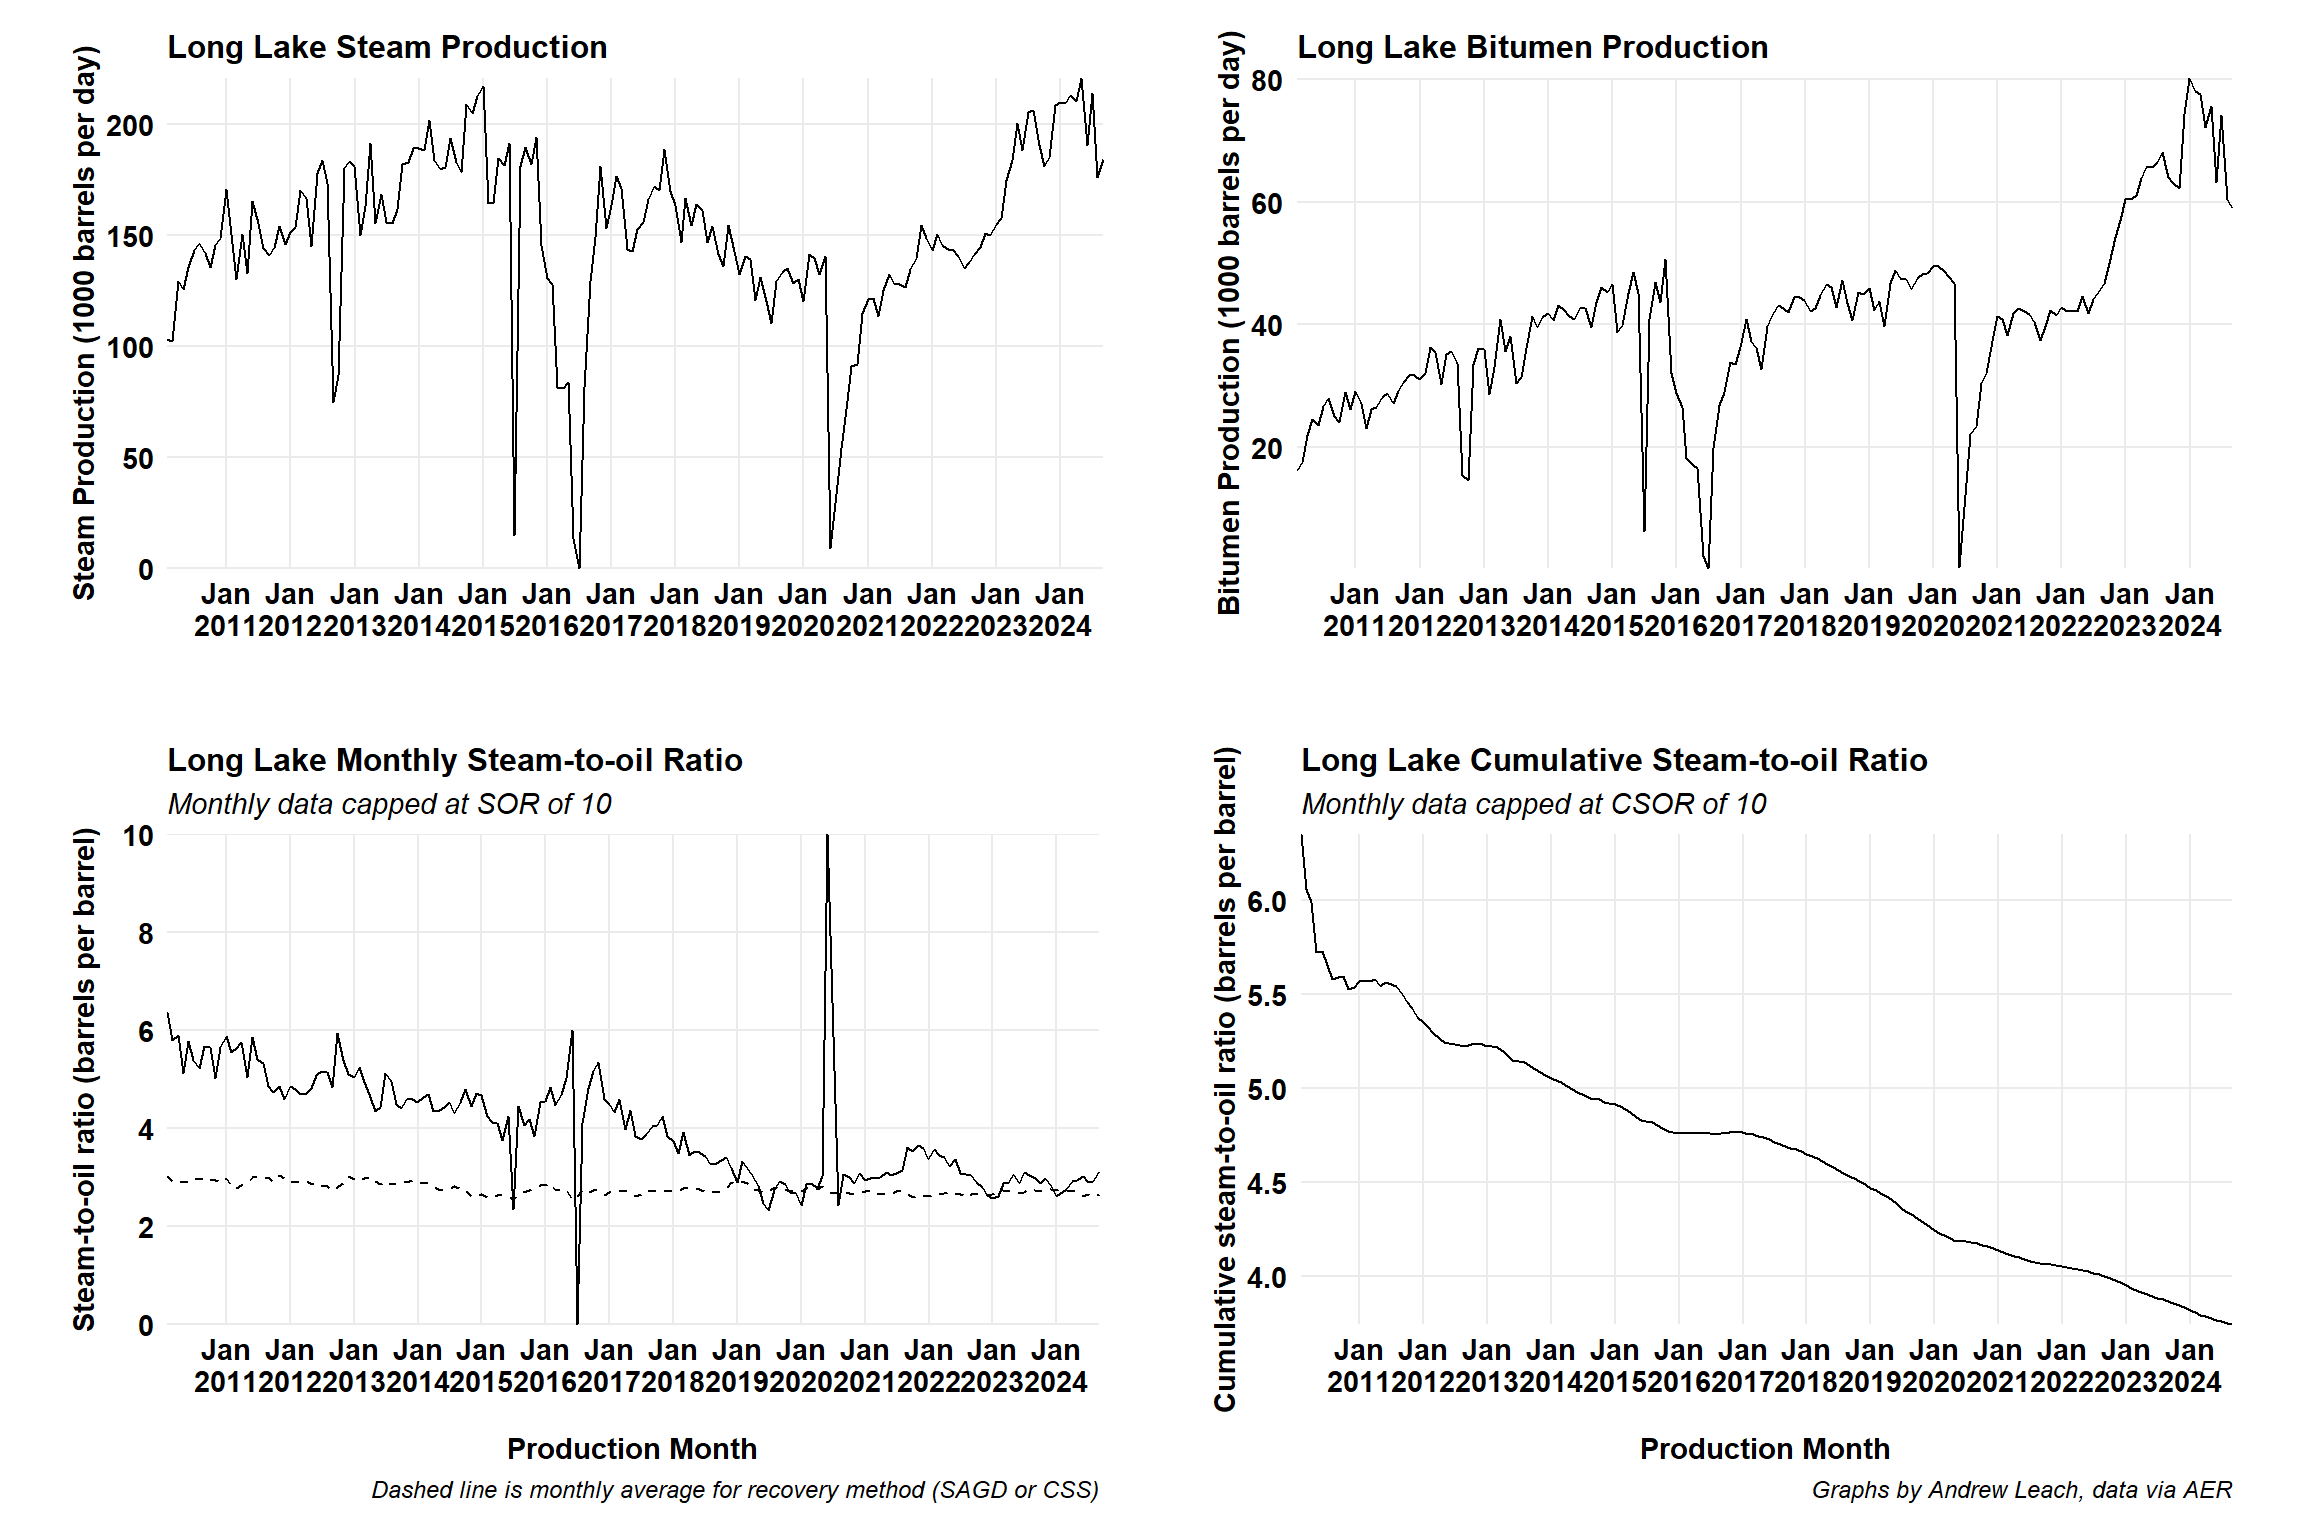 Long Lake Steam Production
Steam Production (1000 barrels per day)
200
150
100
50
0
Jan Jan Jan Jan Jan Jan Jan Jan Jan Jan Jan Jan Jan Jan
2011 2012 2013 2014 2015 2016 2017 2018 2019 2020 2021 2022 2023 2024
Long Lake Bitumen Production
Bitumen Production (1000 barrels per day)
80
60
40
20
Jan Jan Jan Jan Jan Jan Jan Jan Jan Jan Jan Jan Jan Jan
2011 2012 2013 2014 2015 2016 2017 2018 2019 2020 2021 2022 2023 2024
Long Lake Monthly Steam-to-oil Ratio
Monthly data capped at SOR of 10
Steam-to-oil ratio (barrels per barrel)
10
8
6
4
2
0
Jan Jan Jan Jan Jan Jan Jan Jan Jan Jan Jan Jan Jan Jan
2011 2012 2013 2014 2015 2016 2017 2018 2019 2020 2021 2022 2023 2024
Production Month
Dashed line is monthly average for recovery method (SAGD or CSS)
Long Lake Cumulative Steam-to-oil Ratio
Monthly data capped at CSOR of 10
Cumulative steam-to-oil ratio (barrels per barrel)
6.0
5.5
5.0
4.5
4.0
Jan Jan Jan Jan Jan Jan Jan Jan Jan Jan Jan Jan Jan Jan
2011 2012 2013 2014 2015 2016 2017 2018 2019 2020 2021 2022 2023 2024
Production Month
Graphs by Andrew Leach, data via AER